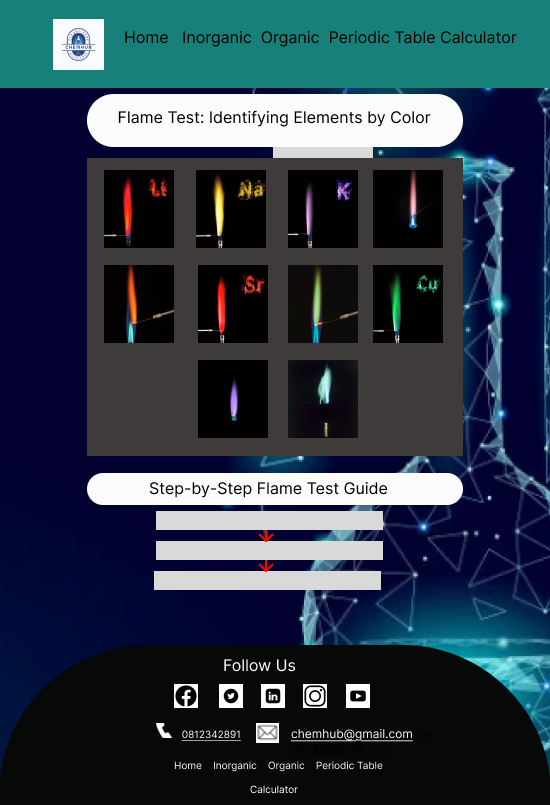 CHEMHUB
Home Inorganic Organic Periodic Table Calculator
Flame Test: Identifying Elements by Color
Li Na K
Sr Cu
Step-by-Step Flame Test Guide
Follow Us
0812342891 chemhub@gmail.com
Home Inorganic Organic Periodic Table
Calculator